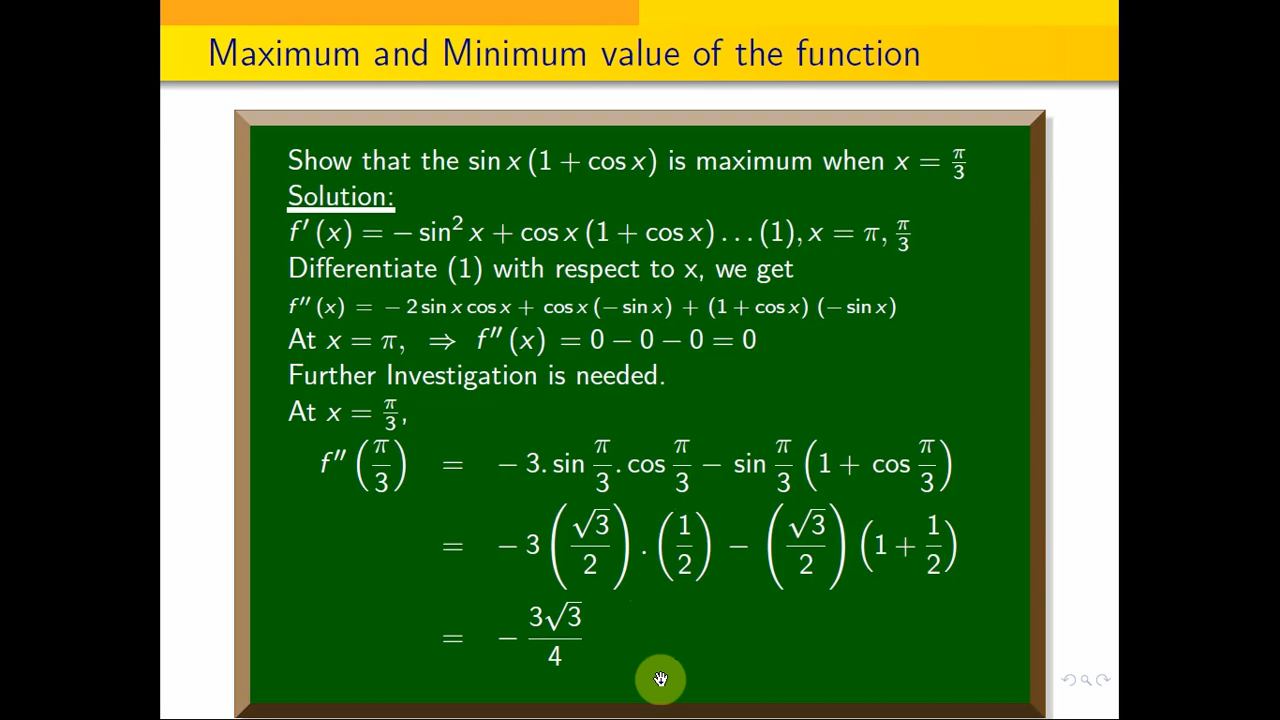 Maximum and Minimum value of the function
Show that the sin x (1 + cos x) is maximum when x = π/3
Solution:
f′ (x) = − sin² x + cos x (1 + cos x) . . . (1), x = π, π/3
Differentiate (1) with respect to x, we get
f″ (x) = − 2 sin x cos x + cos x (− sin x) + (1 + cos x) (− sin x)
At x = π, ⇒ f″ (x) = 0 − 0 − 0 = 0
Further Investigation is needed.
At x = π/3,
f″ (π/3) = − 3. sin π/3 . cos π/3 − sin π/3 (1 + cos π/3)
= − 3 (√3/2) . (1/2) − (√3/2) (1 + 1/2)
= − 3√3/4